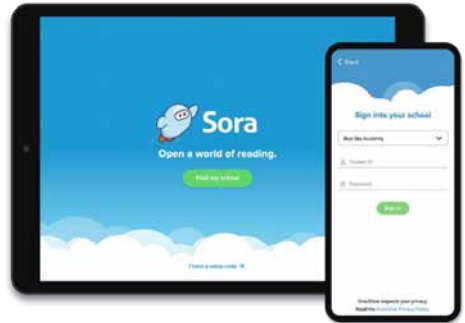 Sora
Open a world of reading.
Find my school
I have a setup code
< Back
Sign into your school
Blue Sky Academy
Student ID
Password
Sign in
OverDrive respects your privacy.
Read the OverDrive Privacy Policy